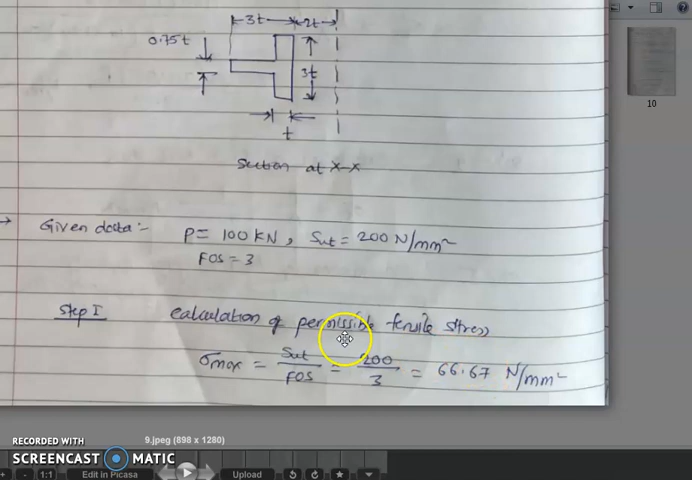 3t 2t
0.75t
3t
t
Section at X-X
Given data:- P = 100 KN, Sut = 200 N/mm²
FOS = 3
Step I calculation of permissible tensile stress
σmax = Sut/FOS = 200/3 = 66.67 N/mm²
10
RECORDED WITH
SCREENCAST MATIC
9.jpeg (898 x 1280)
1:1 Edit in Picasa Upload